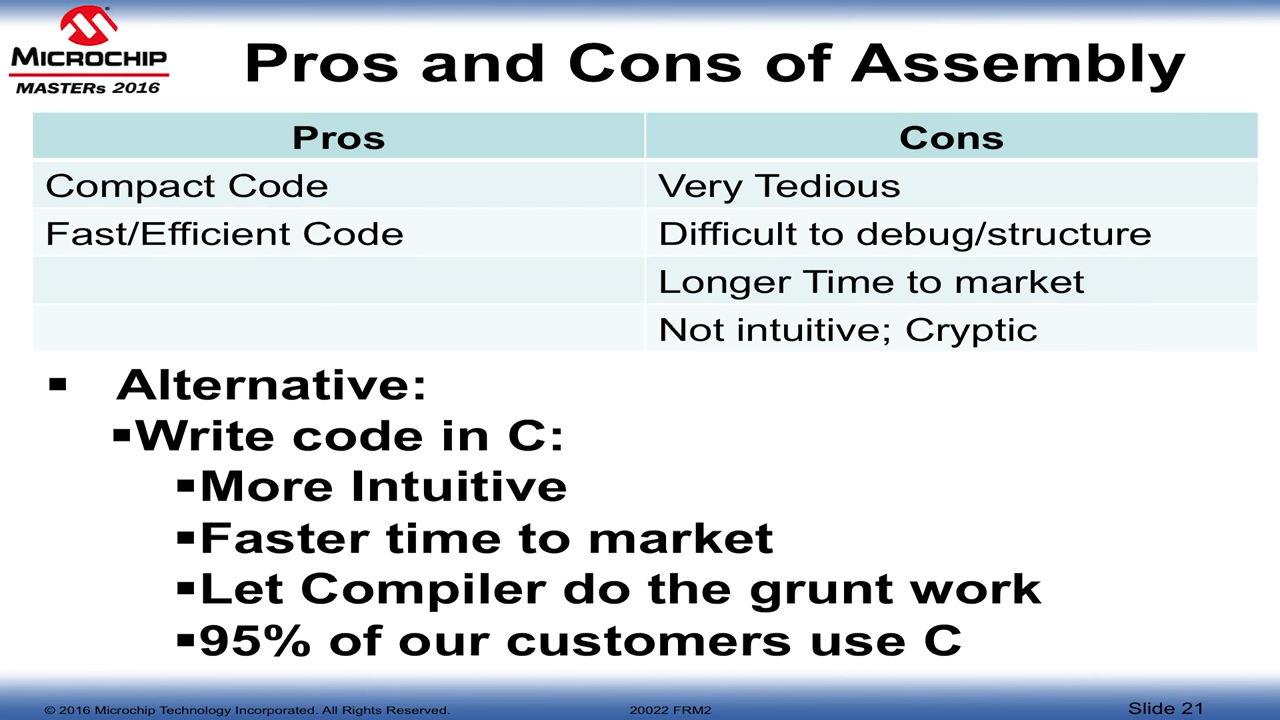 MICROCHIP
MASTERs 2016
Pros and Cons of Assembly
Pros Cons
Compact Code Very Tedious
Fast/Efficient Code Difficult to debug/structure
Longer Time to market
Not intuitive; Cryptic
▪ Alternative:
▪Write code in C:
▪More Intuitive
▪Faster time to market
▪Let Compiler do the grunt work
▪95% of our customers use C
© 2016 Microchip Technology Incorporated. All Rights Reserved. 20022 FRM2 Slide 21